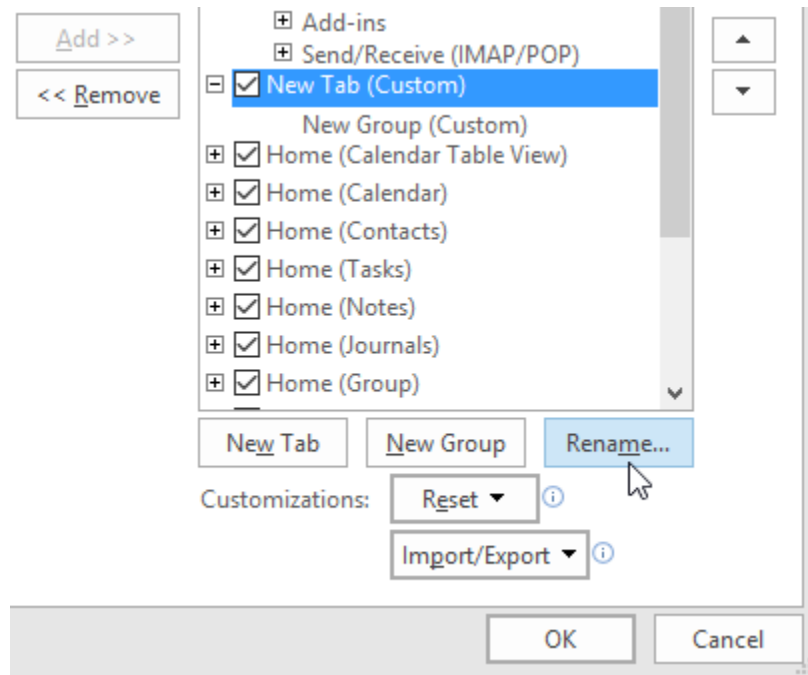 Add >>
<< Remove
Add-ins
Send/Receive (IMAP/POP)
New Tab (Custom)
New Group (Custom)
Home (Calendar Table View)
Home (Calendar)
Home (Contacts)
Home (Tasks)
Home (Notes)
Home (Journals)
Home (Group)
New Tab New Group Rename...
Customizations: Reset
Import/Export
OK Cancel